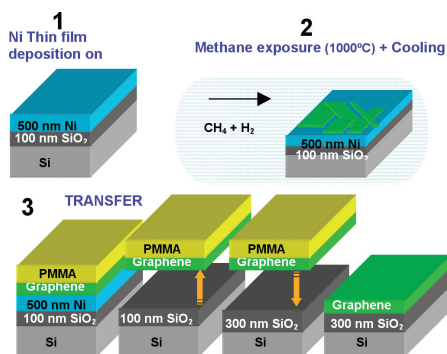 1
Ni Thin film
deposition on
500 nm Ni
100 nm SiO₂
Si
2
Methane exposure (1000ºC) + Cooling
CH₄ + H₂
500 nm Ni
100 nm SiO₂
Si
3 TRANSFER
PMMA
Graphene
500 nm Ni
100 nm SiO₂
Si
PMMA
Graphene
100 nm SiO₂
Si
PMMA
Graphene
300 nm SiO₂
Si
Graphene
300 nm SiO₂
Si